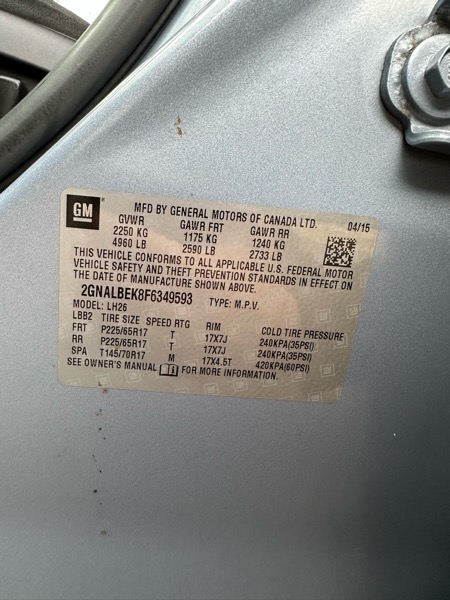 GM
MFD BY GENERAL MOTORS OF CANADA LTD. 04/15
GVWR GAWR FRT GAWR RR
2250 KG 1175 KG 1240 KG
4960 LB 2590 LB 2733 LB
THIS VEHICLE CONFORMS TO ALL APPLICABLE U.S. FEDERAL MOTOR
VEHICLE SAFETY AND THEFT PREVENTION STANDARDS IN EFFECT ON
THE DATE OF MANUFACTURE SHOWN ABOVE.
2GNALBEK8F6349593 TYPE: M.P.V.
MODEL: LH26
LBB2 TIRE SIZE SPEED RTG RIM COLD TIRE PRESSURE
FRT P225/65R17 T 17X7J 240KPA(35PSI)
RR P225/65R17 T 17X7J 240KPA(35PSI)
SPA T145/70R17 M 17X4.5T 420KPA(60PSI)
SEE OWNER'S MANUAL FOR MORE INFORMATION.